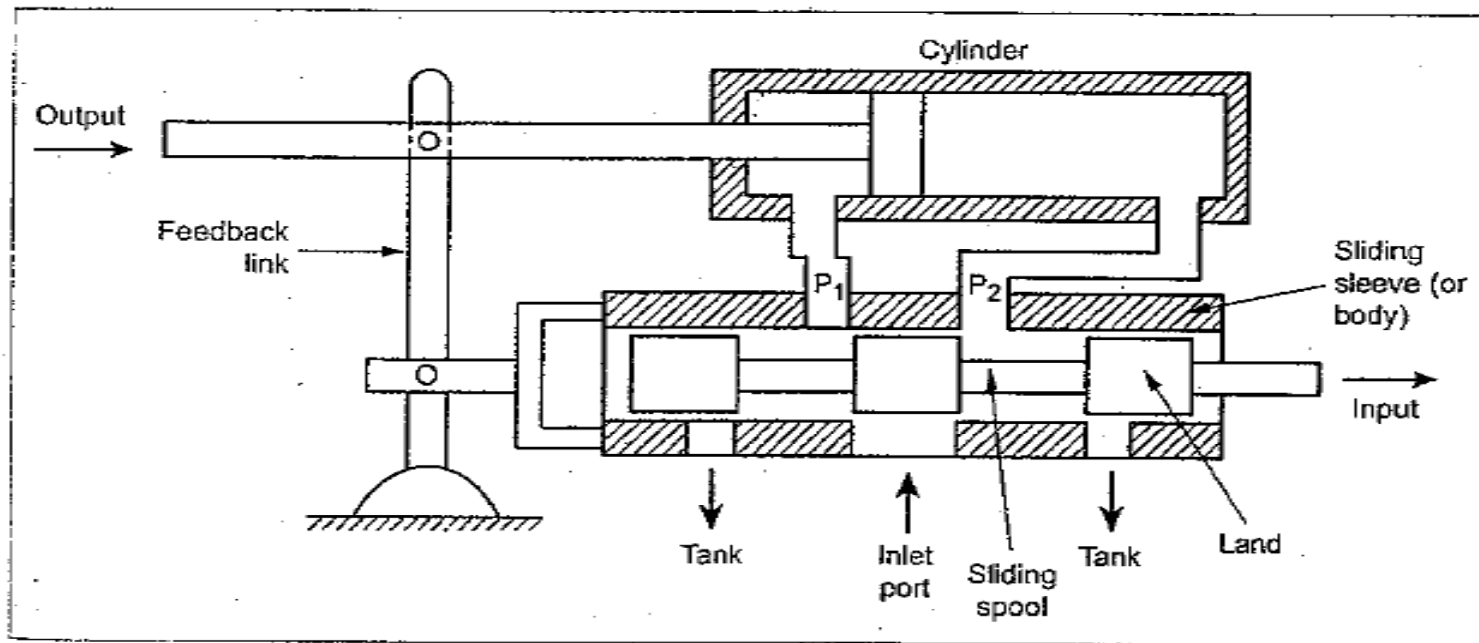 Cylinder
Output
Feedback
link
P1
P2
Sliding
sleeve (or
body)
Input
Tank
Inlet
port
Sliding
spool
Tank
Land